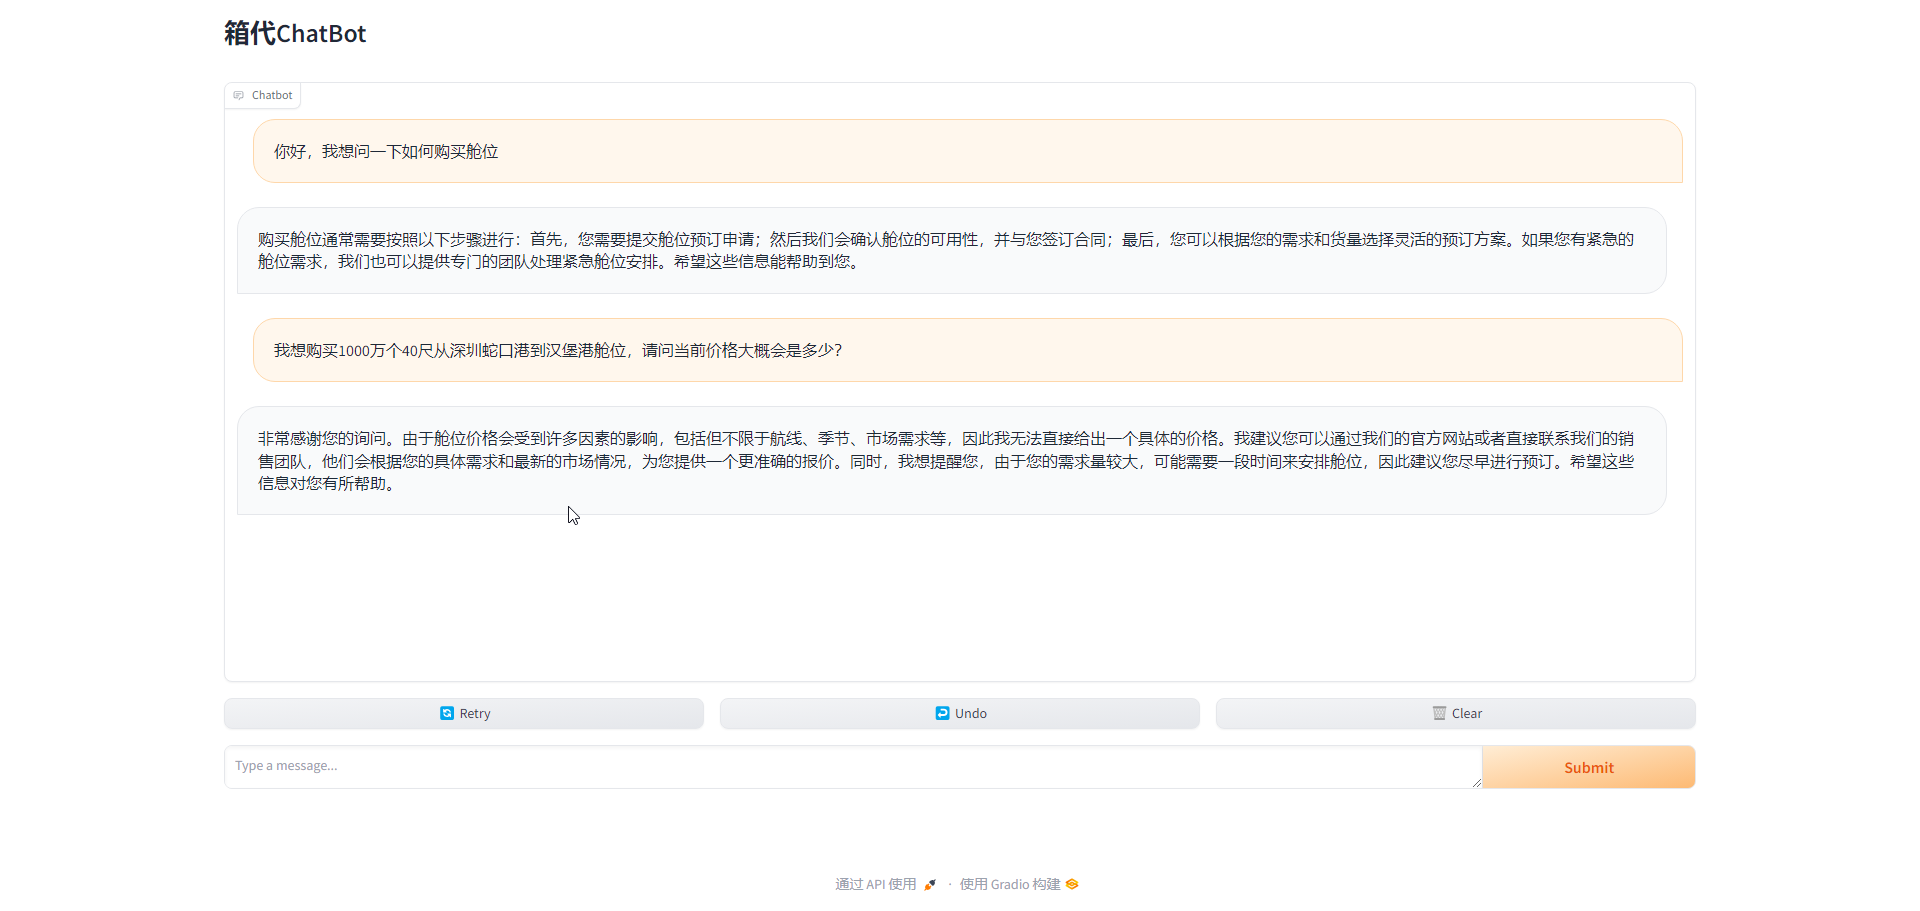 箱代ChatBot
Chatbot
你好，我想问一下如何购买舱位
购买舱位通常需要按照以下步骤进行：首先，您需要提交舱位预订申请；然后我们会确认舱位的可用性，并与您签订合同；最后，您可以根据您的需求和货量选择灵活的预订方案。如果您有紧急的
舱位需求，我们也可以提供专门的团队处理紧急舱位安排。希望这些信息能帮助到您。
我想购买1000万个40尺从深圳蛇口港到汉堡港舱位，请问当前价格大概会是多少？
非常感谢您的询问。由于舱位价格会受到许多因素的影响，包括但不限于航线、季节、市场需求等，因此我无法直接给出一个具体的价格。我建议您可以通过我们的官方网站或者直接联系我们的销
售团队，他们会根据您的具体需求和最新的市场情况，为您提供一个更准确的报价。同时，我想提醒您，由于您的需求量较大，可能需要一段时间来安排舱位，因此建议您尽早进行预订。希望这些
信息对您有所帮助。
Retry
Undo
Clear
Type a message...
Submit
通过 API 使用 · 使用 Gradio 构建